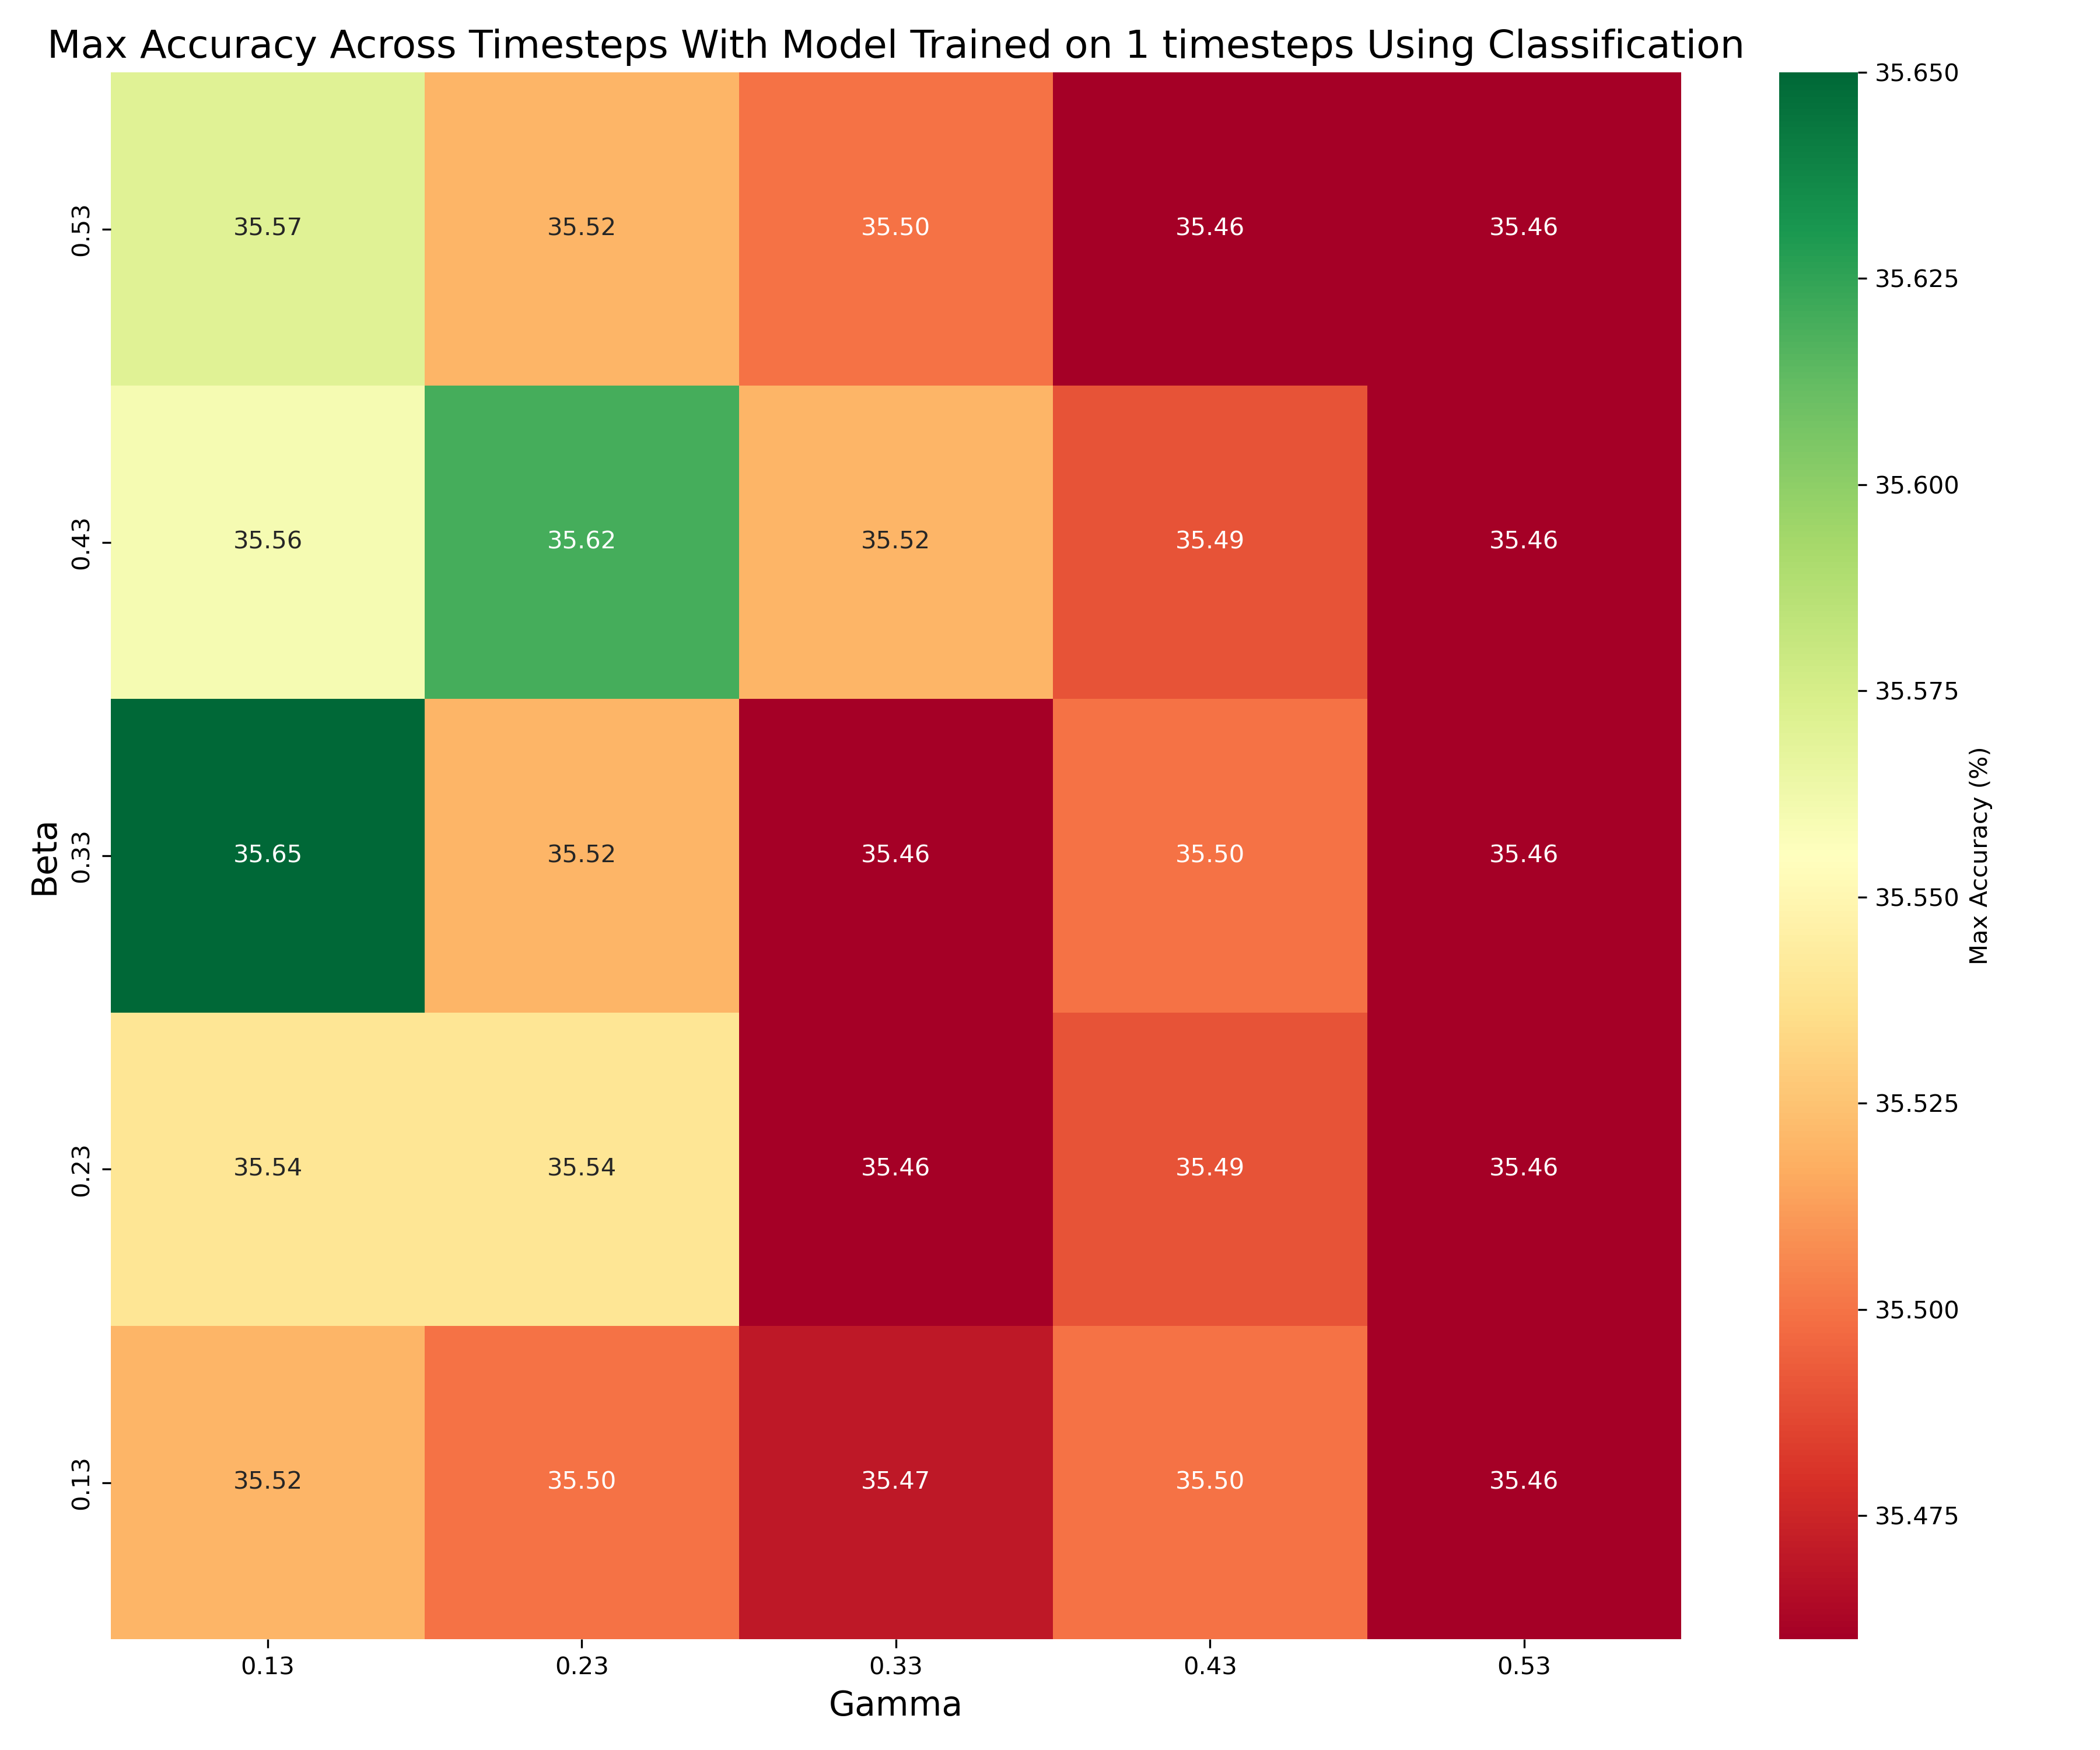 Max Accuracy Across Timesteps With Model Trained on 1 timesteps Using Classification
35.650
35.625
35.600
35.575
35.550
35.525
35.500
35.475
Max Accuracy (%)
Beta
0.53
35.57 35.52 35.50 35.46 35.46
0.43
35.56 35.62 35.52 35.49 35.46
0.33
35.65 35.52 35.46 35.50 35.46
0.23
35.54 35.54 35.46 35.49 35.46
0.13
35.52 35.50 35.47 35.50 35.46
0.13 0.23 0.33 0.43 0.53
Gamma